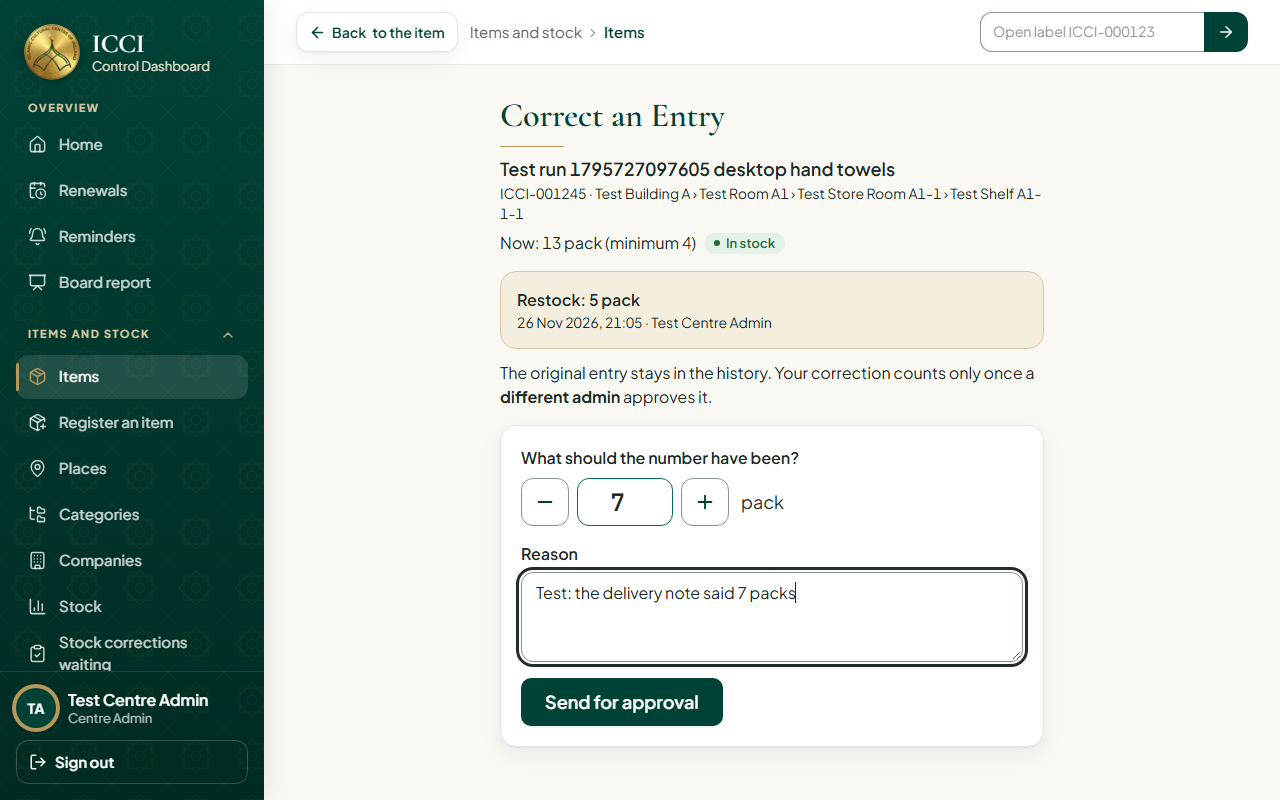 ICCI
Control Dashboard
OVERVIEW
Home
Renewals
Reminders
Board report
ITEMS AND STOCK
Items
Register an item
Places
Categories
Companies
Stock
Stock corrections
waiting
TA
Test Centre Admin
Centre Admin
Sign out
Back to the item
Items and stock › Items
Open label ICCI-000123
Correct an Entry
Test run 1795727097605 desktop hand towels
ICCI-001245 · Test Building A › Test Room A1 › Test Store Room A1-1 › Test Shelf A1-
1-1
Now: 13 pack (minimum 4)
In stock
Restock: 5 pack
26 Nov 2026, 21:05 · Test Centre Admin
The original entry stays in the history. Your correction counts only once a
different admin approves it.
What should the number have been?
7
pack
Reason
Test: the delivery note said 7 packs
Send for approval